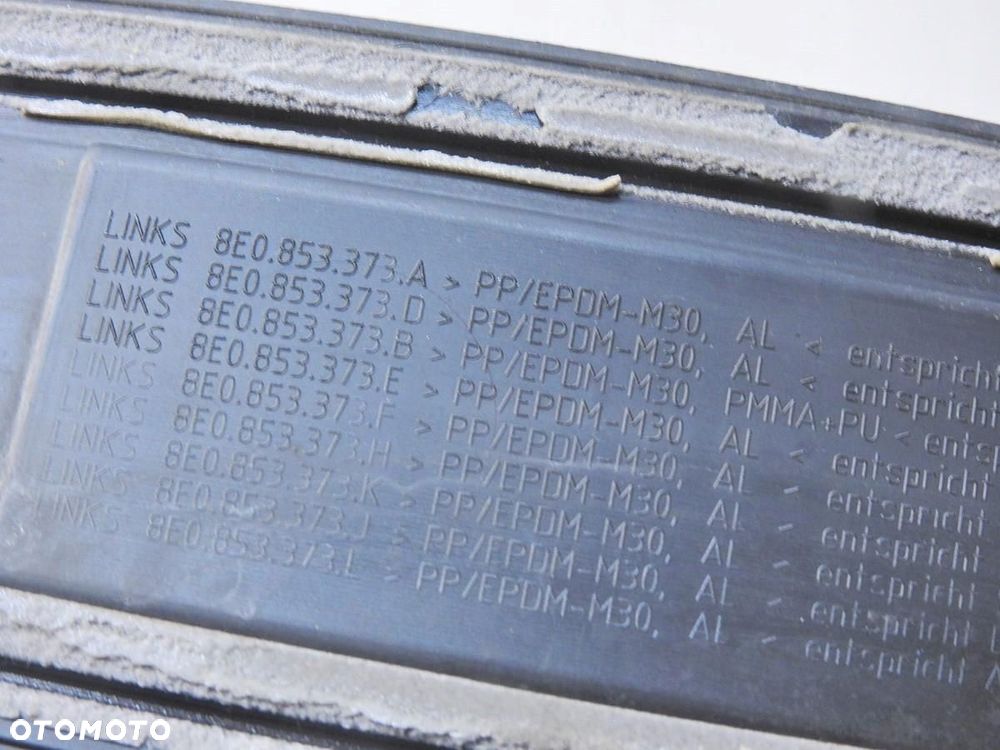 LINKS 8E0.853.373.A > PP/EPDM-M30, AL < entspricht
LINKS 8E0.853.373.D > PP/EPDM-M30, AL < entspricht
LINKS 8E0.853.373.B > PP/EPDM-M30, PMMA+PU < entsp
LINKS 8E0.853.373.E > PP/EPDM-M30, AL < entspricht
LINKS 8E0.853.373.F > PP/EPDM-M30, AL < entspricht
LINKS 8E0.853.373.H > PP/EPDM-M30, AL < entspricht
LINKS 8E0.853.373.K > PP/EPDM-M30, AL < entspricht
LINKS 8E0.853.373.J > PP/EPDM-M30, AL < entspricht
LINKS 8E0.853.373.L > PP/EPDM-M30, AL < entspricht
OTOMOTO